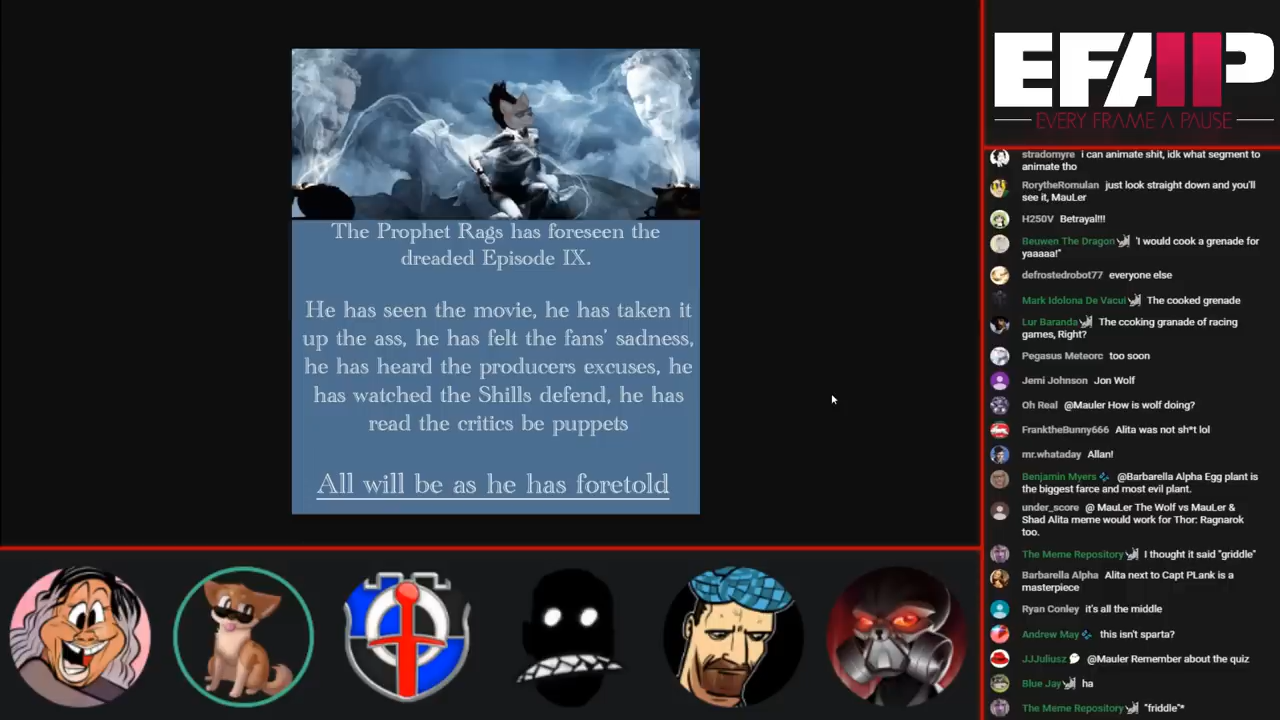 The Prophet Rags has foreseen the
dreaded Episode IX.
He has seen the movie, he has taken it
up the ass, he has felt the fans' sadness,
he has heard the producers excuses, he
has watched the Shills defend, he has
read the critics be puppets
All will be as he has foretold
EFAP
EVERY FRAME A PAUSE
stradomyre i can animate shit, idk what segment to
animate tho
RorytheRomulan just look straight down and you'll
see it, MauLer
H250V Betrayal!!!
Beuwen The Dragon 'I would cook a grenade for
yaaaaa!"
defrostedrobot77 everyone else
Mark Idolona De Vacui The cooked grenade
Lur Baranda The ccoking granade of racing
games, Right?
Pegasus Meteorc too soon
Jemi Johnson Jon Wolf
Oh Real @Mauler How is wolf doing?
FranktheBunny666 Alita was not sh*t lol
mr.whataday Allan!
Benjamin Myers @Barbarella Alpha Egg plant is
the biggest farce and most evil plant.
under_score @ MauLer The Wolf vs MauLer &
Shad Alita meme would work for Thor: Ragnarok
too.
The Meme Repository I thought it said "griddle"
Barbarella Alpha Alita next to Capt PLank is a
masterpiece
Ryan Conley it's all the middle
Andrew May this isn't sparta?
JJJuliusz @Mauler Remember about the quiz
Blue Jay ha
The Meme Repository "friddle"*